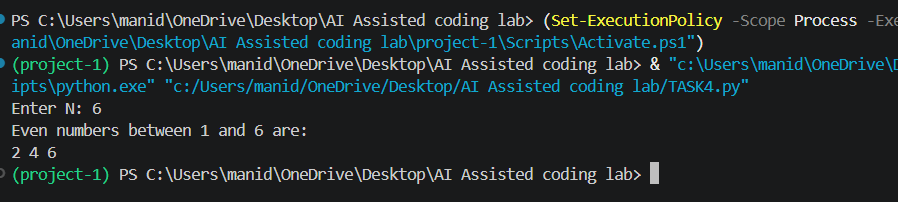 PS C:\Users\manid\OneDrive\Desktop\AI Assisted coding lab> (Set-ExecutionPolicy -Scope Process -Exe
anid\OneDrive\Desktop\AI Assisted coding lab\project-1\Scripts\Activate.ps1")
(project-1) PS C:\Users\manid\OneDrive\Desktop\AI Assisted coding lab> & "c:\Users\manid\OneDrive\D
ipts\python.exe" "c:/Users/manid/OneDrive/Desktop/AI Assisted coding lab/TASK4.py"
Enter N: 6
Even numbers between 1 and 6 are:
2 4 6
(project-1) PS C:\Users\manid\OneDrive\Desktop\AI Assisted coding lab>